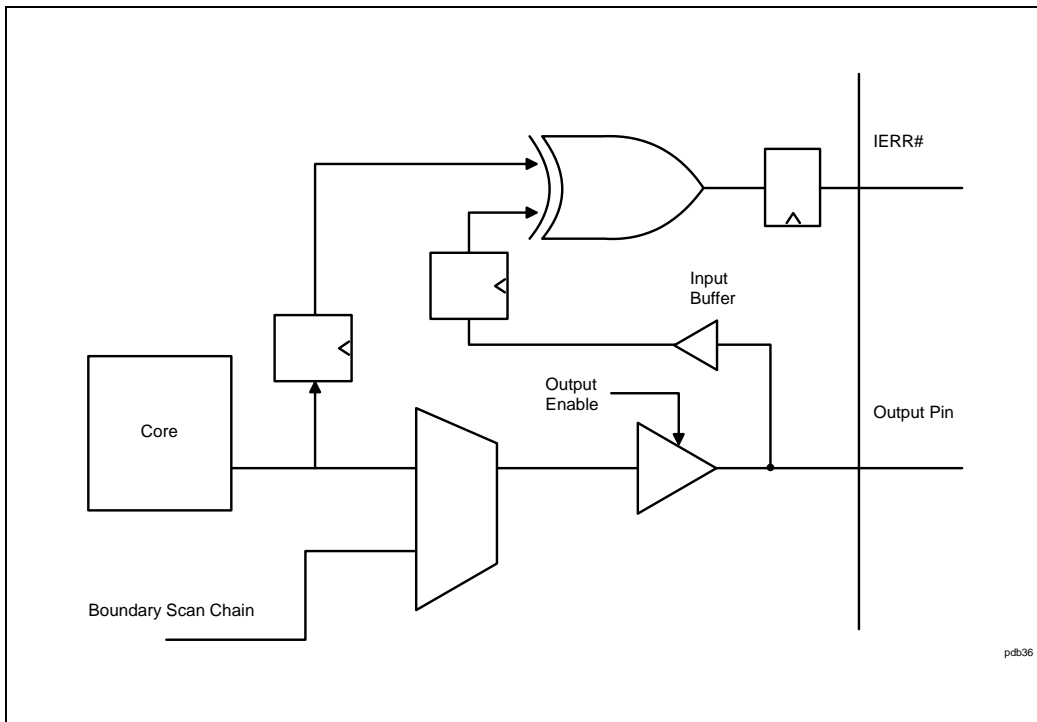 IERR#
Input
Buffer
Output
Enable
Output Pin
Core
Boundary Scan Chain
pdb36